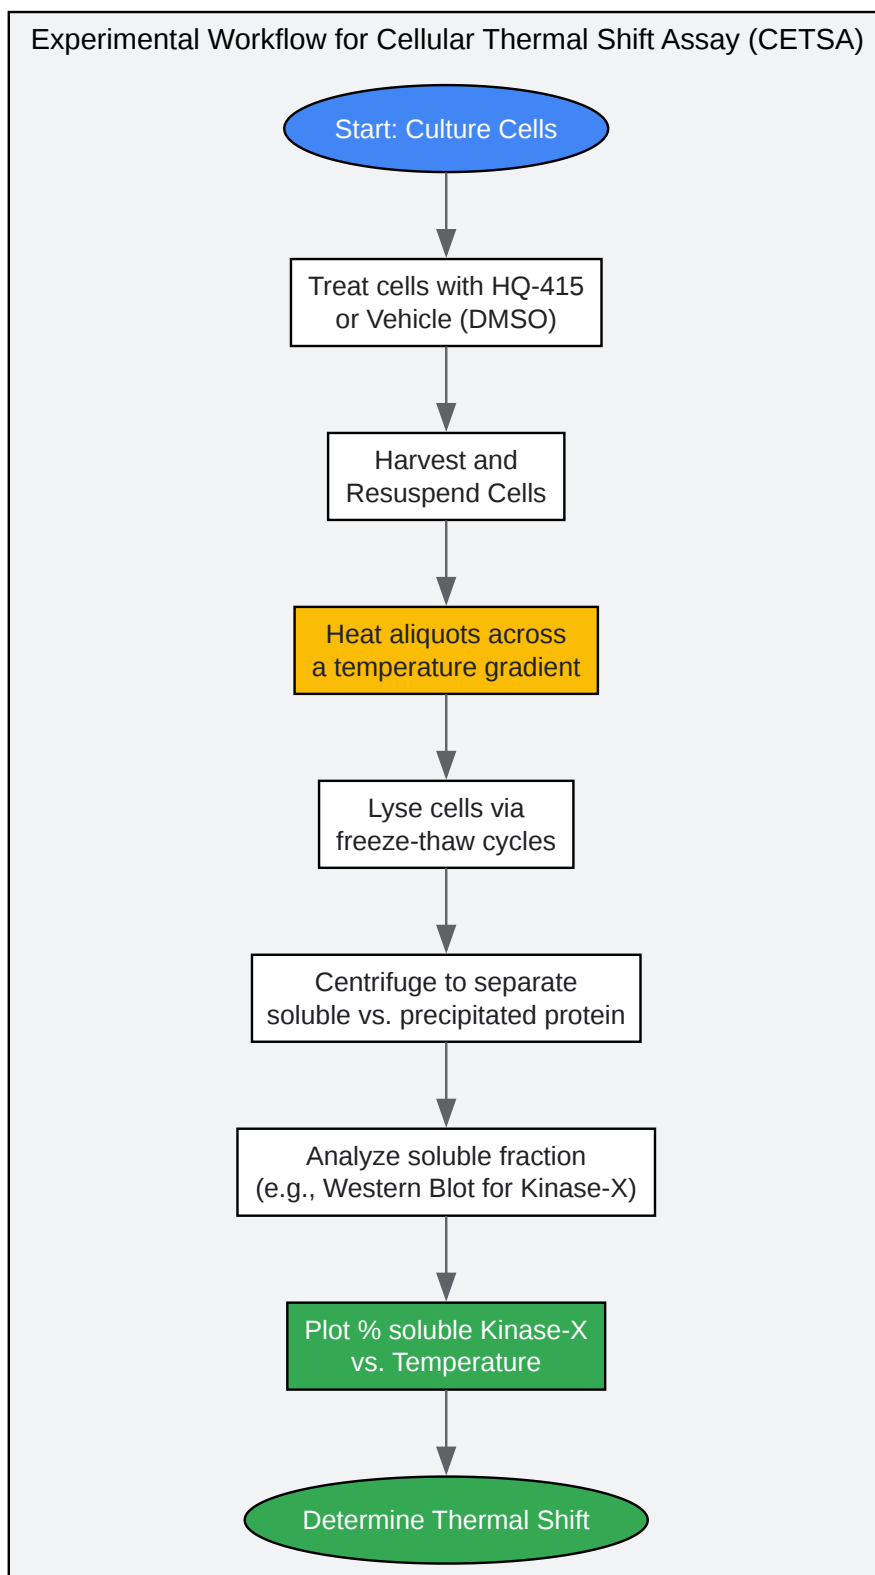 Experimental Workflow for Cellular Thermal Shift Assay (CETSA)
Start: Culture Cells
Treat cells with HQ-415
or Vehicle (DMSO)
Harvest and
Resuspend Cells
Heat aliquots across
a temperature gradient
Lyse cells via
freeze-thaw cycles
Centrifuge to separate
soluble vs. precipitated protein
Analyze soluble fraction
(e.g., Western Blot for Kinase-X)
Plot % soluble Kinase-X
vs. Temperature
Determine Thermal Shift